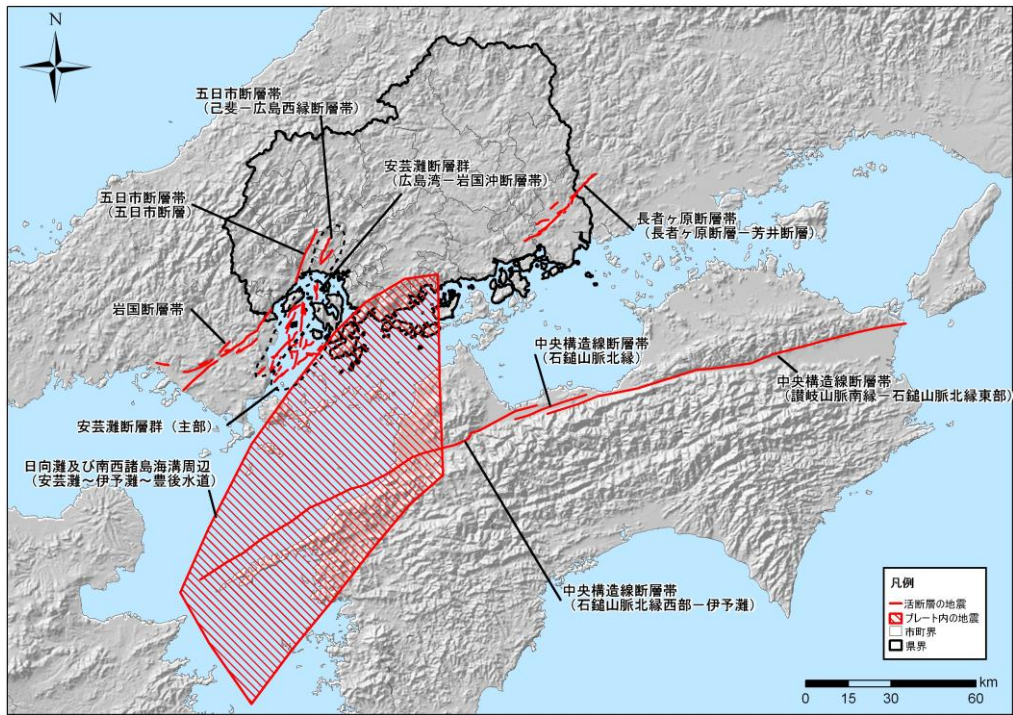 N
五日市断層帯
（己斐－広島西縁断層帯）
安芸灘断層群
（広島湾－岩国沖断層帯）
五日市断層帯
（五日市断層）
長者ヶ原断層帯
（長者ヶ原断層－芳井断層）
岩国断層帯
中央構造線断層帯
（石鎚山脈北縁）
中央構造線断層帯
（讃岐山脈南縁－石鎚山脈北縁東部）
安芸灘断層群（主部）
日向灘及び南西諸島海溝周辺
（安芸灘～伊予灘～豊後水道）
中央構造線断層帯
（石鎚山脈北縁西部－伊予灘）
凡例
活断層の地震
プレート内の地震
市町界
県界
km
0 15 30 60